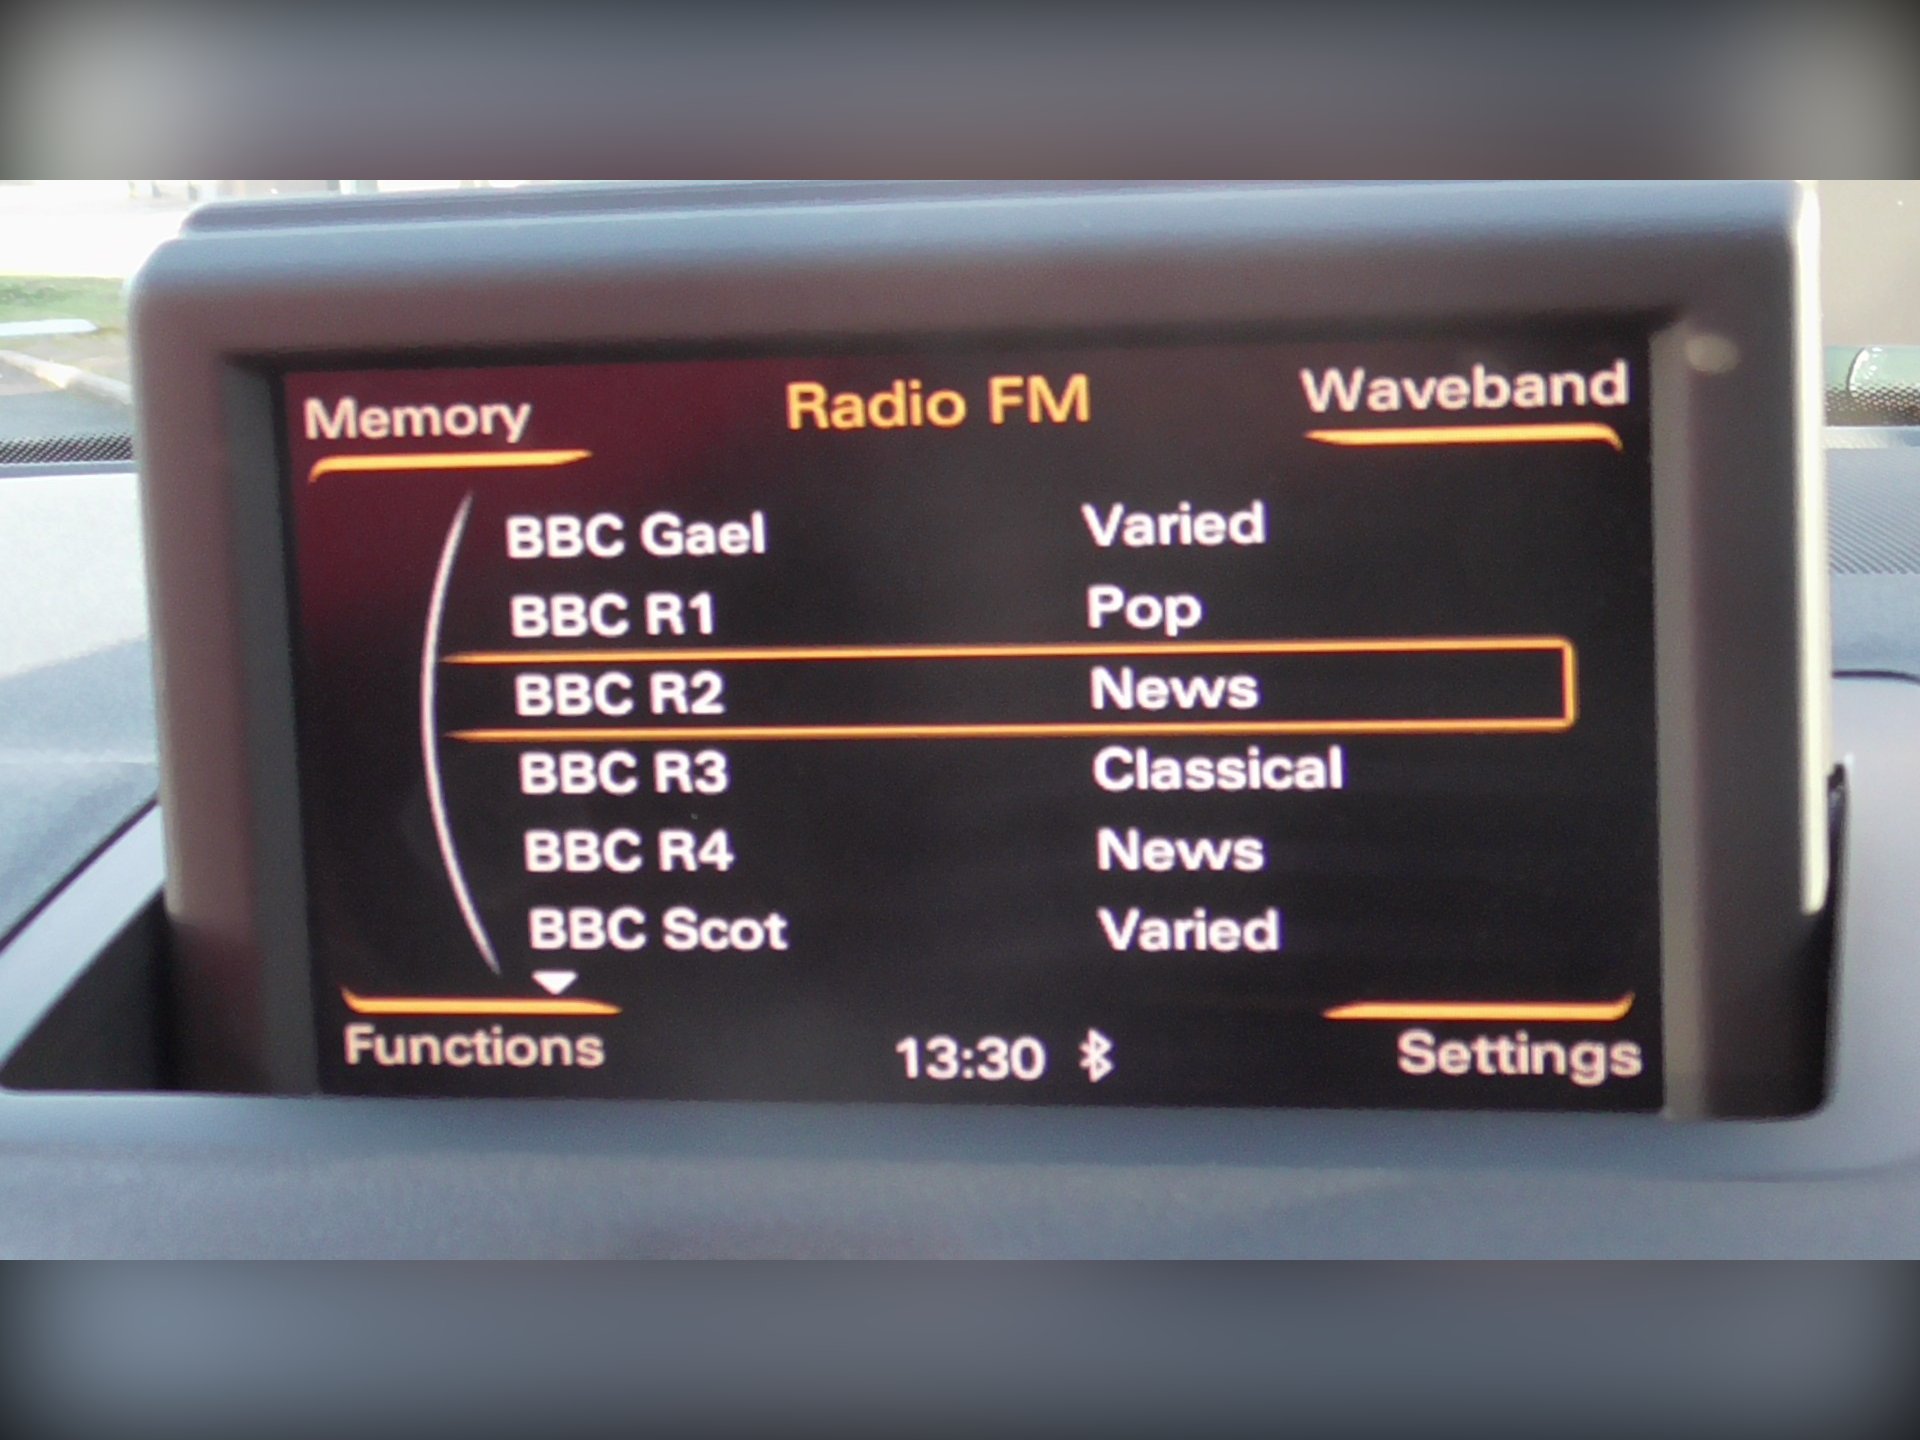 Memory Radio FM Waveband
BBC Gael Varied
BBC R1 Pop
BBC R2 News
BBC R3 Classical
BBC R4 News
BBC Scot Varied
Functions 13:30 Settings